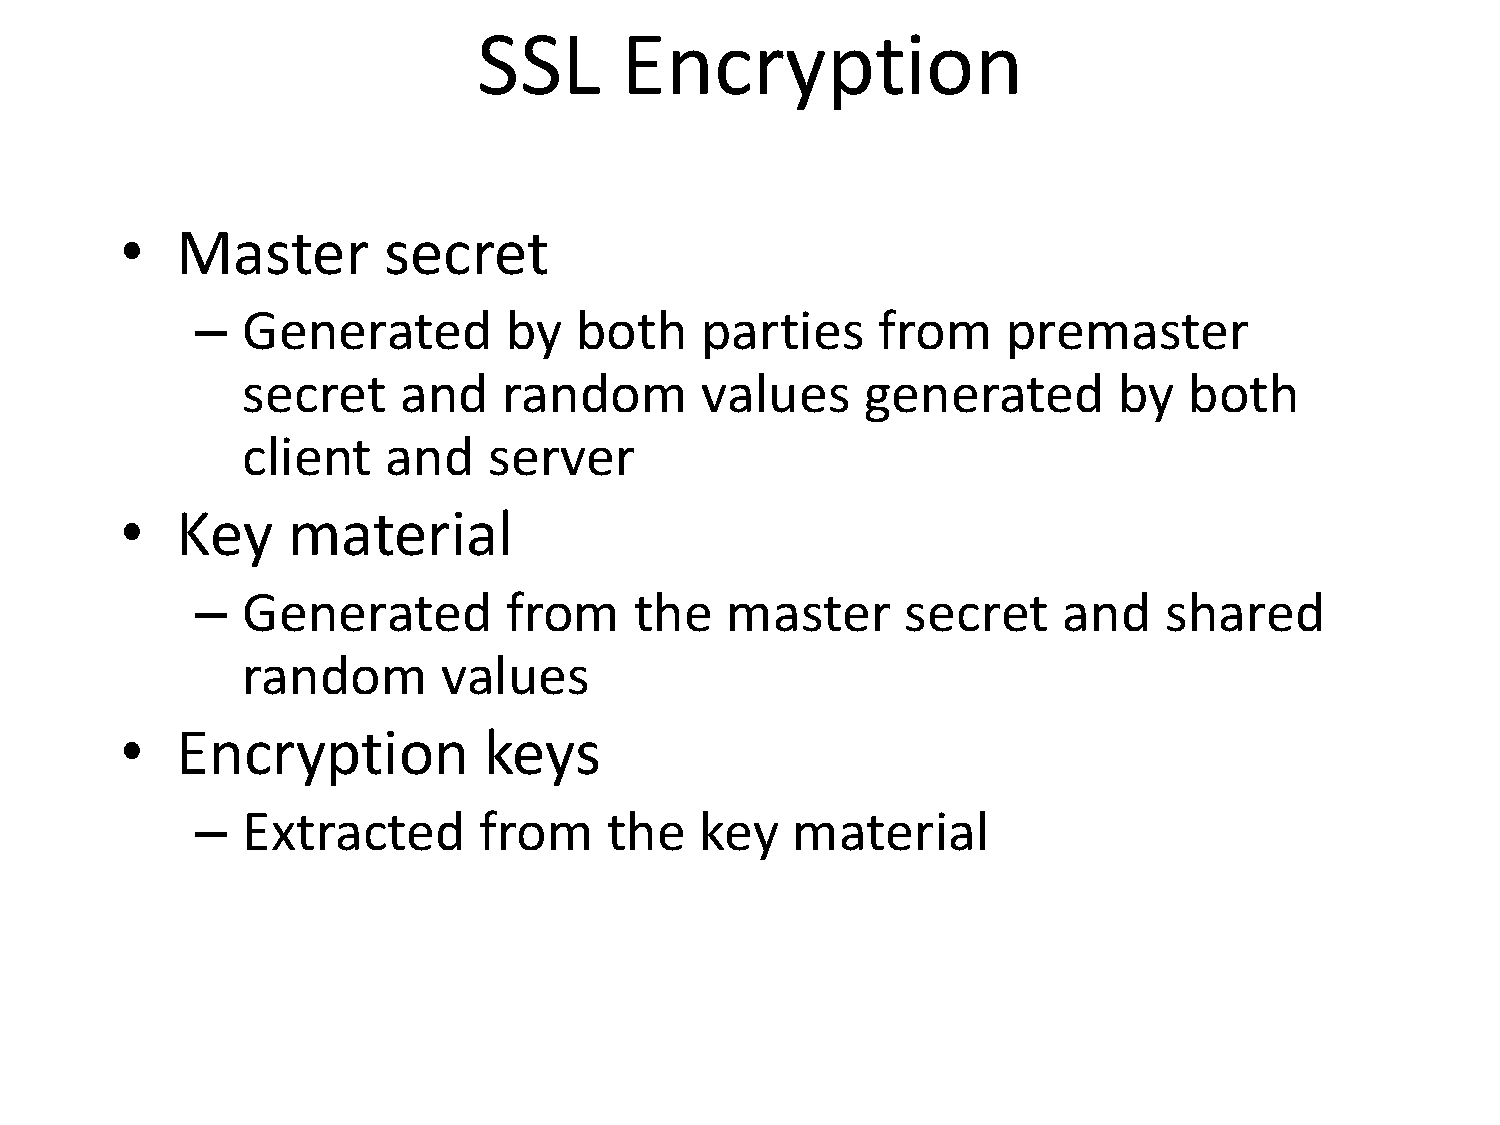 SSL Encryption
• Master secret
– Generated by both parties from premaster
secret and random values generated by both
client and server
• Key material
– Generated from the master secret and shared
random values
• Encryption keys
– Extracted from the key material